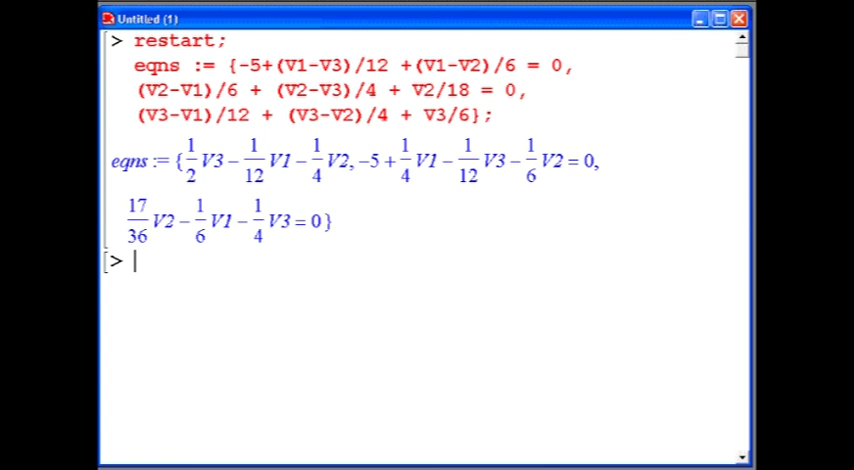 Untitled (1)
> restart;
eqns := {-5+(V1-V3)/12 +(V1-V2)/6 = 0,
(V2-V1)/6 + (V2-V3)/4 + V2/18 = 0,
(V3-V1)/12 + (V3-V2)/4 + V3/6};
eqns := {1/2 V3 − 1/12 V1 − 1/4 V2, −5 + 1/4 V1 − 1/12 V3 − 1/6 V2 = 0,
17/36 V2 − 1/6 V1 − 1/4 V3 = 0}
>